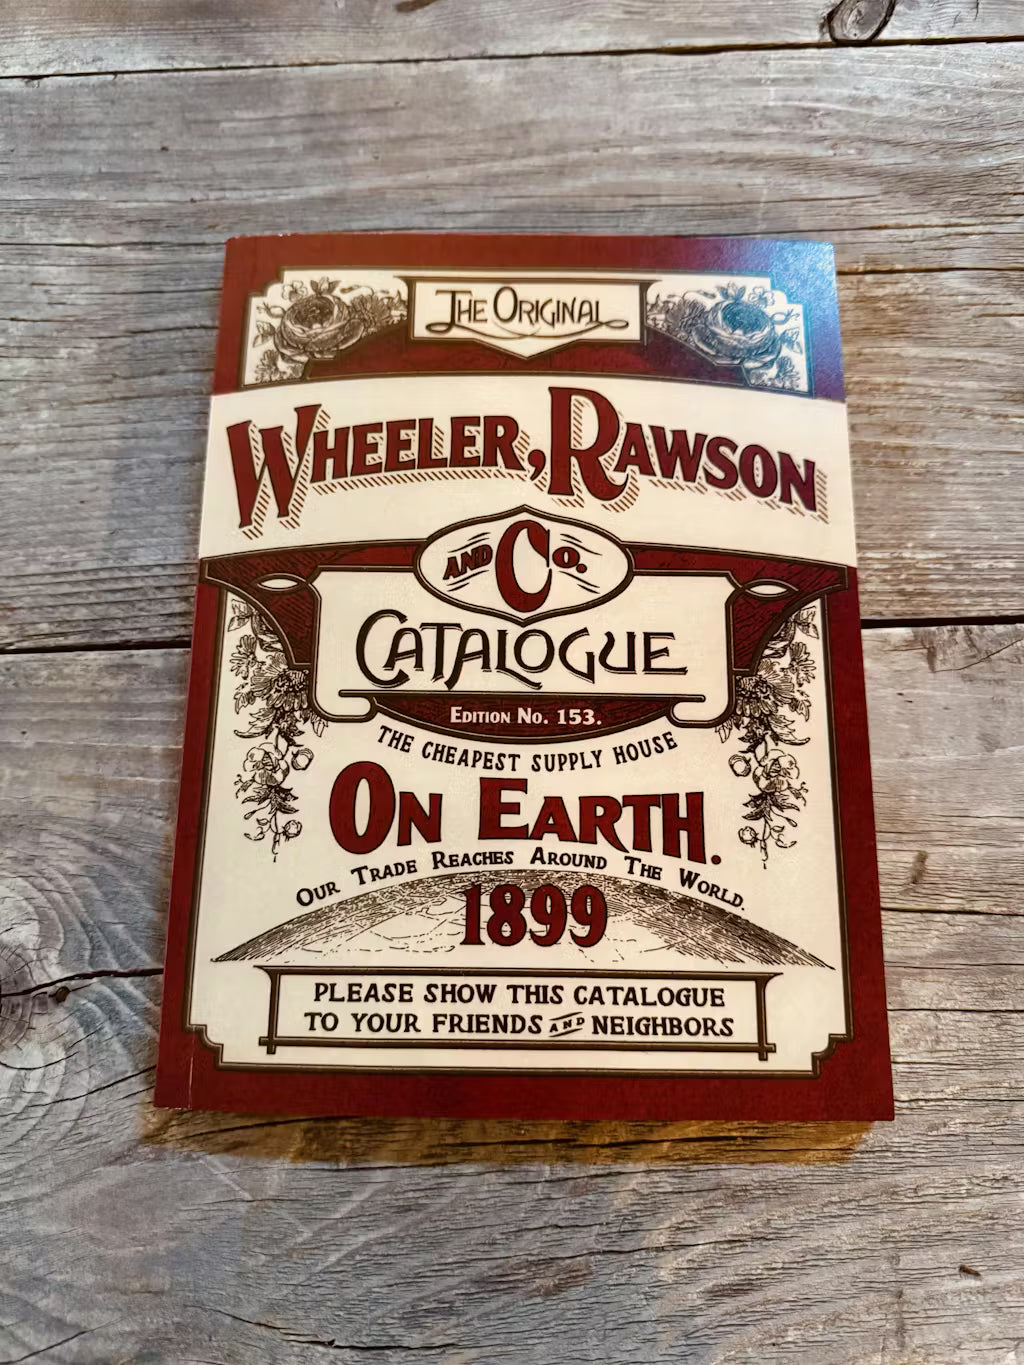 The Original
Wheeler, Rawson
and Co.
Catalogue
Edition No. 153.
THE CHEAPEST SUPPLY HOUSE
On Earth.
Our Trade Reaches Around The World.
1899
PLEASE SHOW THIS CATALOGUE
TO YOUR FRIENDS AND NEIGHBORS